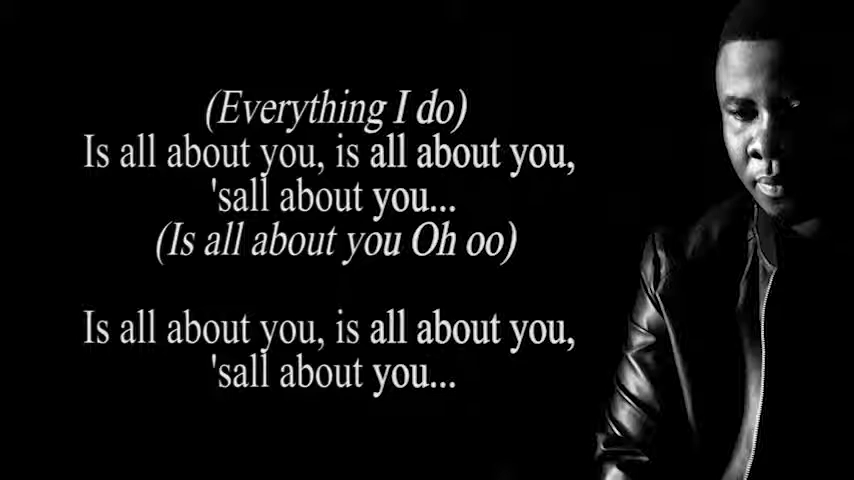 (Everything I do)
Is all about you, is all about you,
'sall about you...
(Is all about you Oh oo)
Is all about you, is all about you,
'sall about you...